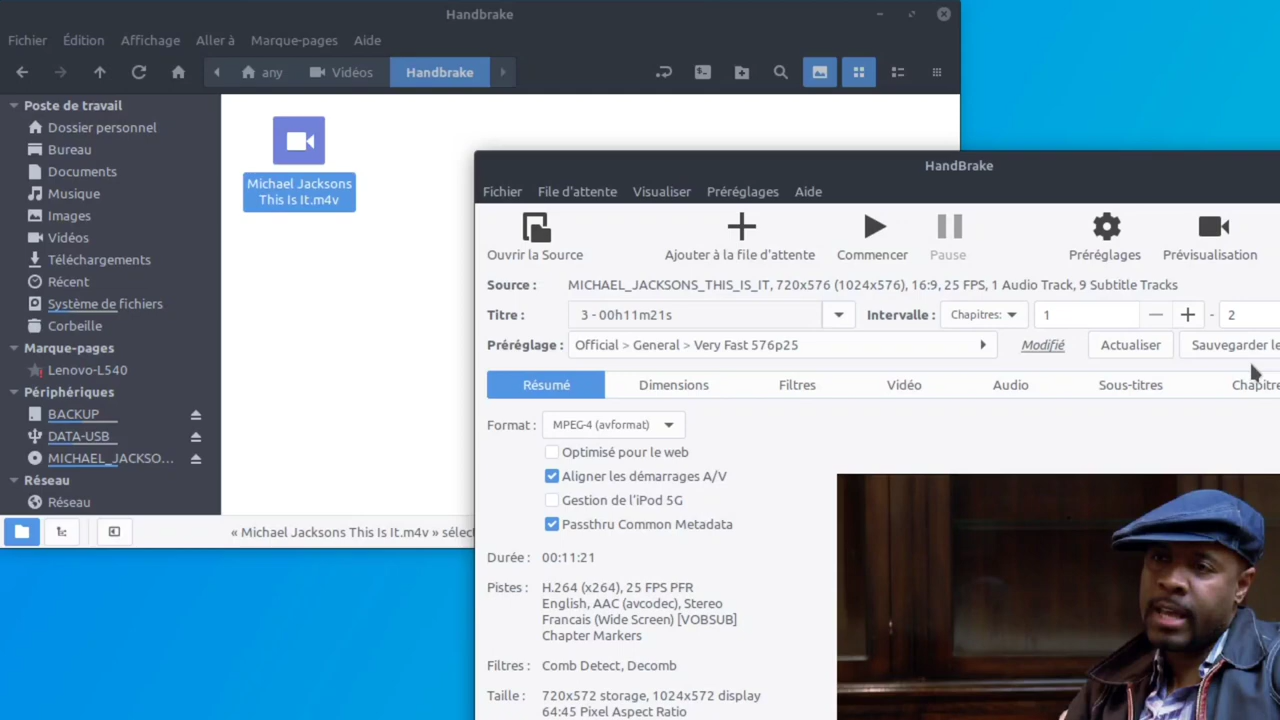 Handbrake
Fichier Édition Affichage Aller à Marque-pages Aide
any Vidéos Handbrake
Poste de travail
Dossier personnel
Bureau
Documents
Musique
Images
Vidéos
Téléchargements
Récent
Système de fichiers
Corbeille
Marque-pages
Lenovo-L540
Périphériques
BACKUP
DATA-USB
MICHAEL_JACKSO...
Réseau
Réseau
Michael Jacksons
This Is It.m4v
« Michael Jacksons This Is It.m4v » sélect
HandBrake
Fichier File d'attente Visualiser Préréglages Aide
Ouvrir la Source Ajouter à la file d'attente Commencer Pause Préréglages Prévisualisation
Source : MICHAEL_JACKSONS_THIS_IS_IT, 720x576 (1024x576), 16:9, 25 FPS, 1 Audio Track, 9 Subtitle Tracks
Titre : 3 - 00h11m21s Intervalle : Chapitres: 1 - 2
Préréglage : Official > General > Very Fast 576p25 Modifié Actualiser Sauvegarder le
Résumé Dimensions Filtres Vidéo Audio Sous-titres Chapitre
Format : MPEG-4 (avformat)
Optimisé pour le web
Aligner les démarrages A/V
Gestion de l'iPod 5G
Passthru Common Metadata
Durée : 00:11:21
Pistes : H.264 (x264), 25 FPS PFR
English, AAC (avcodec), Stereo
Francais (Wide Screen) [VOBSUB]
Chapter Markers
Filtres : Comb Detect, Decomb
Taille : 720x572 storage, 1024x572 display
64:45 Pixel Aspect Ratio